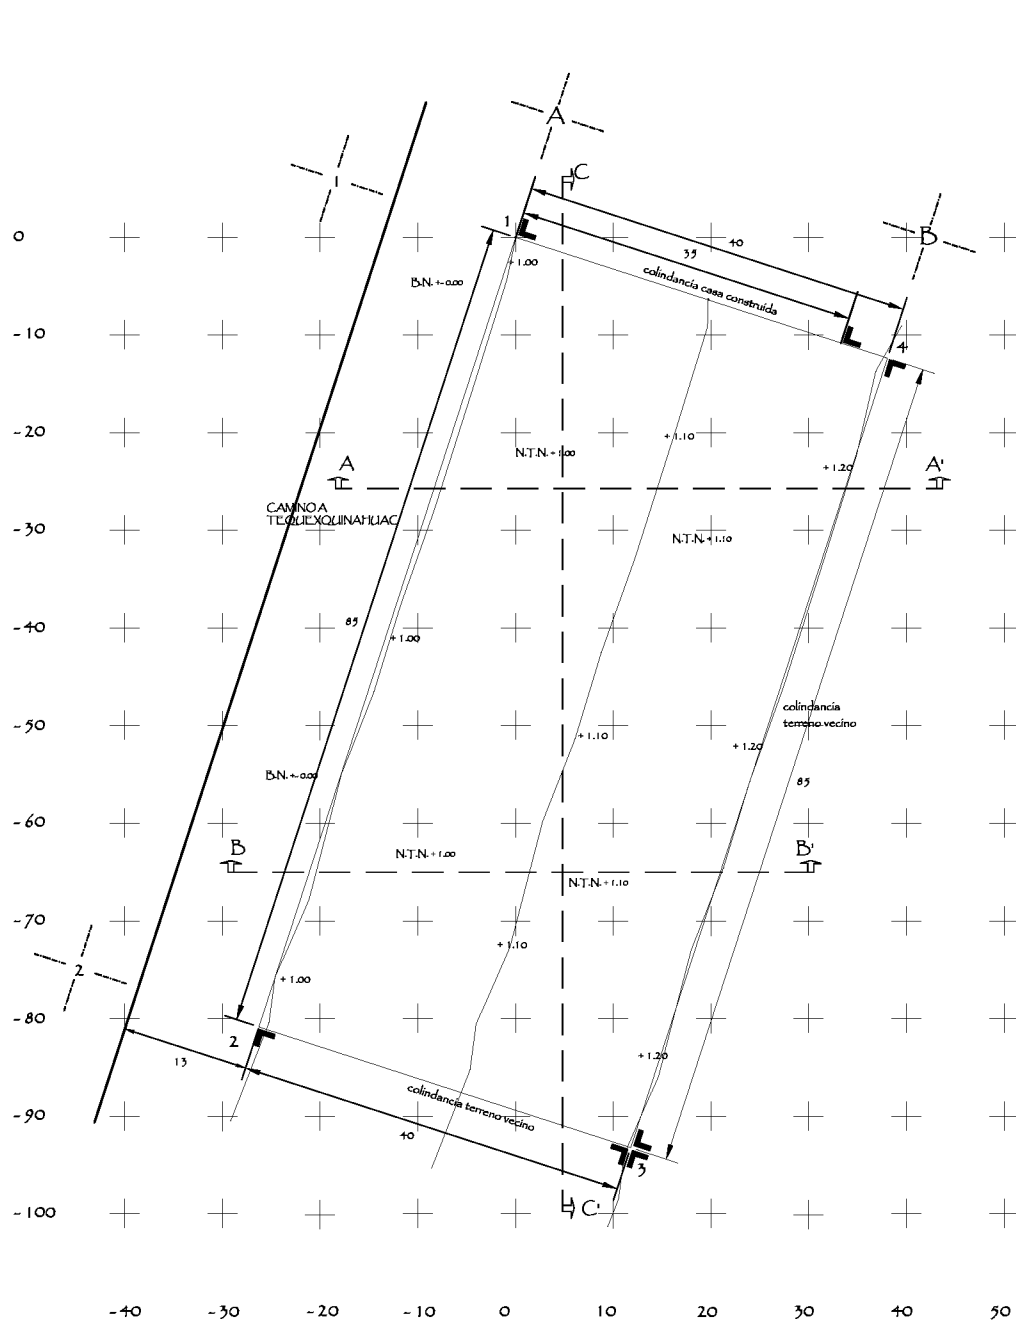 A
C
1
B
0
1
40
35
colindancia casa construida
B.N. +- 0.00
+ 1.00
- 10
4
- 20
N.T.N. + 1.00
+ 1.10
+ 1.20
A
A'
CAMINO A
TEQUEXQUINAHUAC
- 30
N.T.N. + 1.10
85
- 40
+ 1.00
- 50
colindancia
terreno vecino
+ 1.10
+ 1.20
B.N. +- 0.00
85
- 60
B
N.T.N. + 1.00
B'
N.T.N. + 1.10
- 70
+ 1.10
2
+ 1.00
- 80
2
13
+ 1.20
colindancia terreno vecino
- 90
40
3
- 100
C'
-40
-30
-20
-10
0
10
20
30
40
50